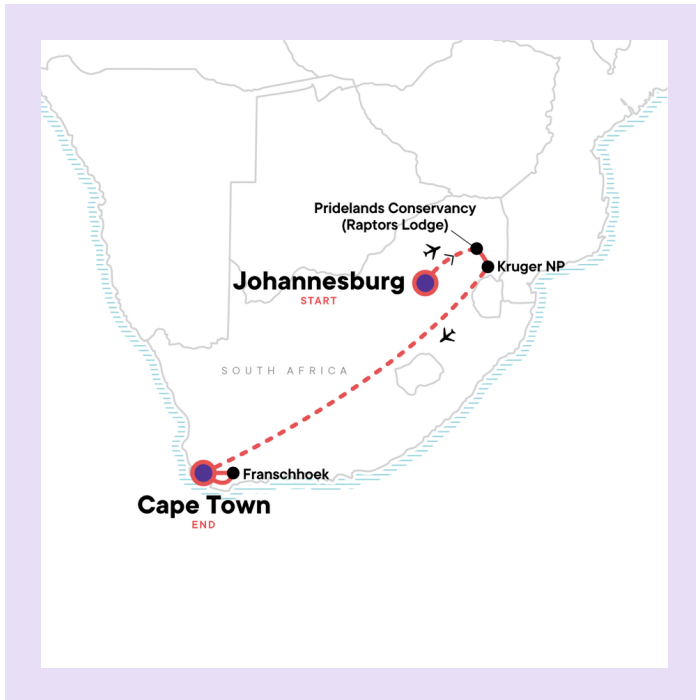 Pridelands Conservancy
(Raptors Lodge)
Kruger NP
Johannesburg
START
SOUTH AFRICA
Franschhoek
Cape Town
END